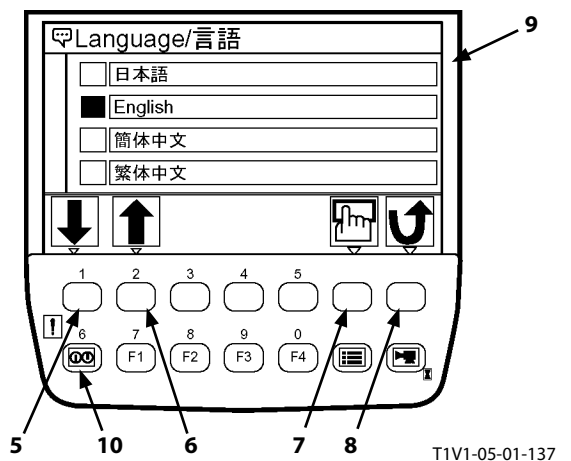 Language/言語
9
日本語
English
簡体中文
繁体中文
1 2 3 4 5
! 6 7 8 9 0
F1 F2 F3 F4
5 10 6 7 8
T1V1-05-01-137